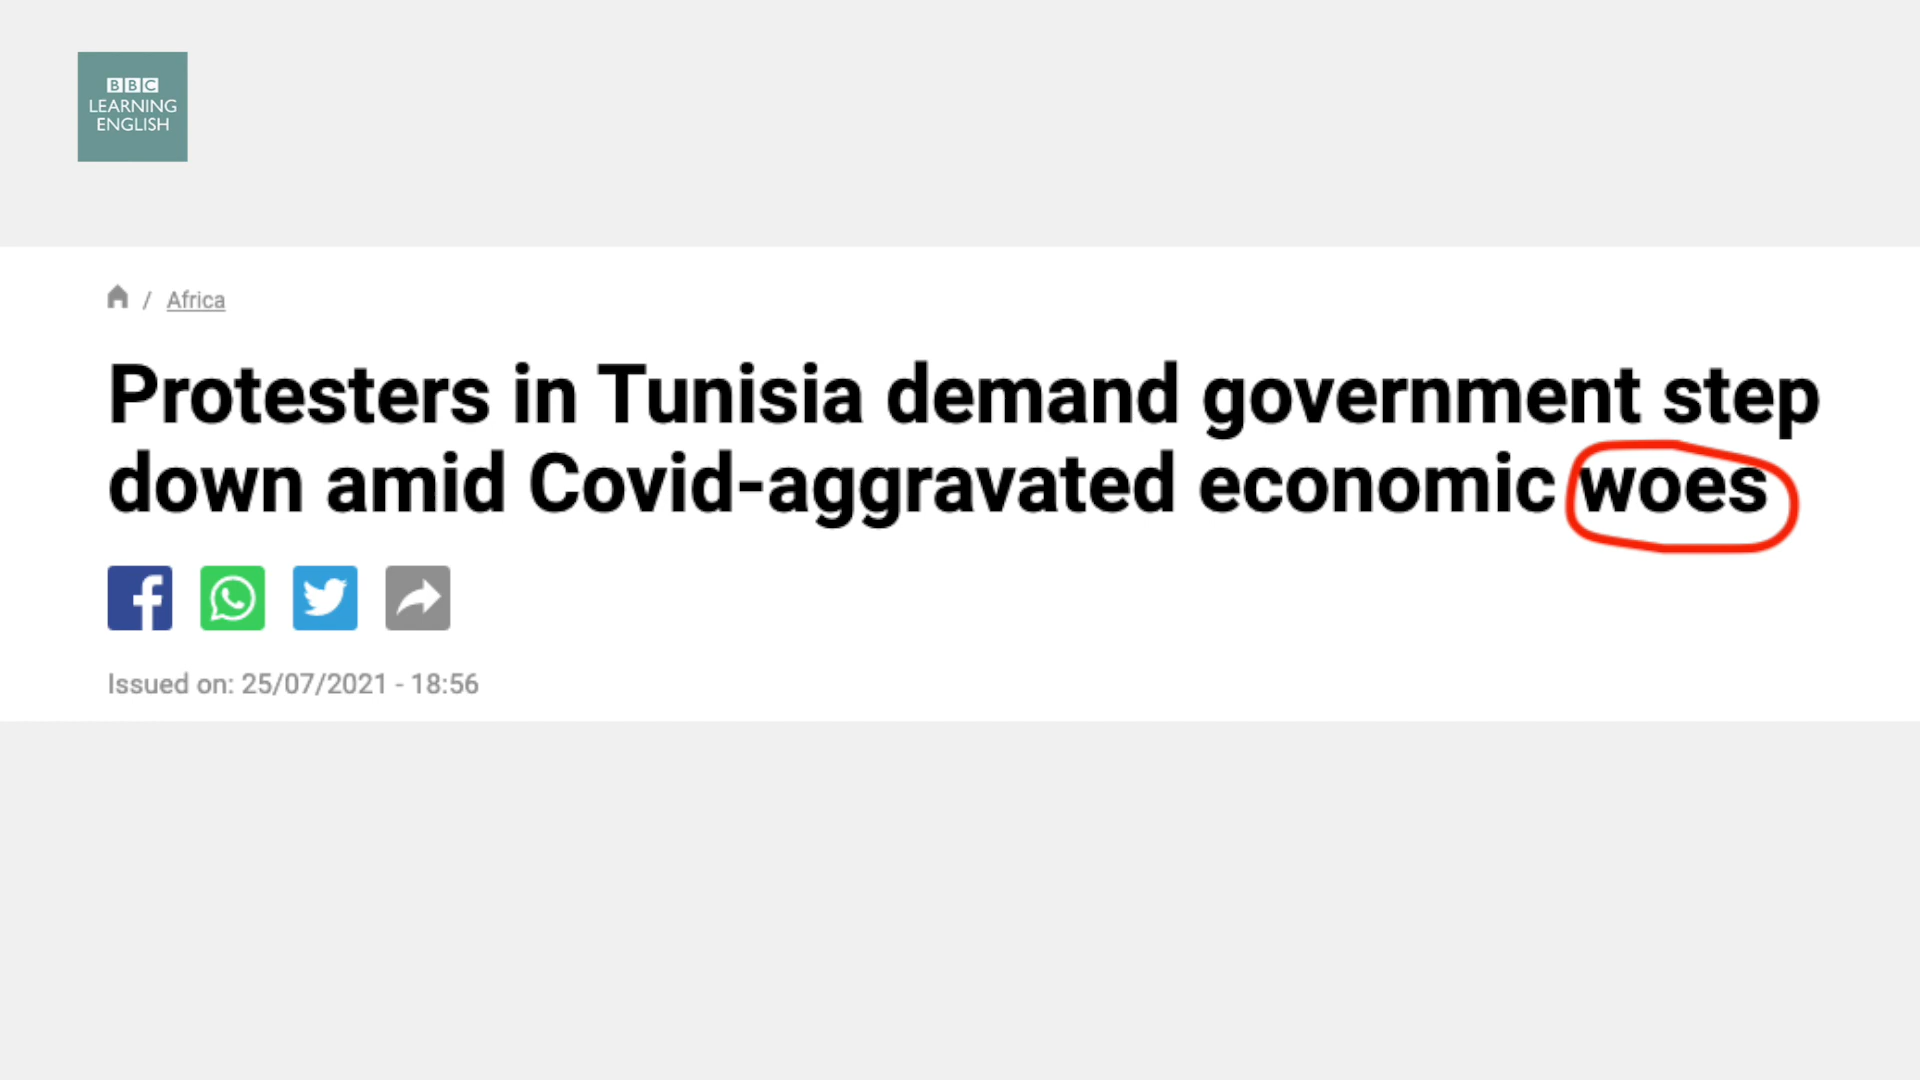 BBC
LEARNING
ENGLISH
/ Africa
Protesters in Tunisia demand government step
down amid Covid-aggravated economic woes
Issued on: 25/07/2021 - 18:56